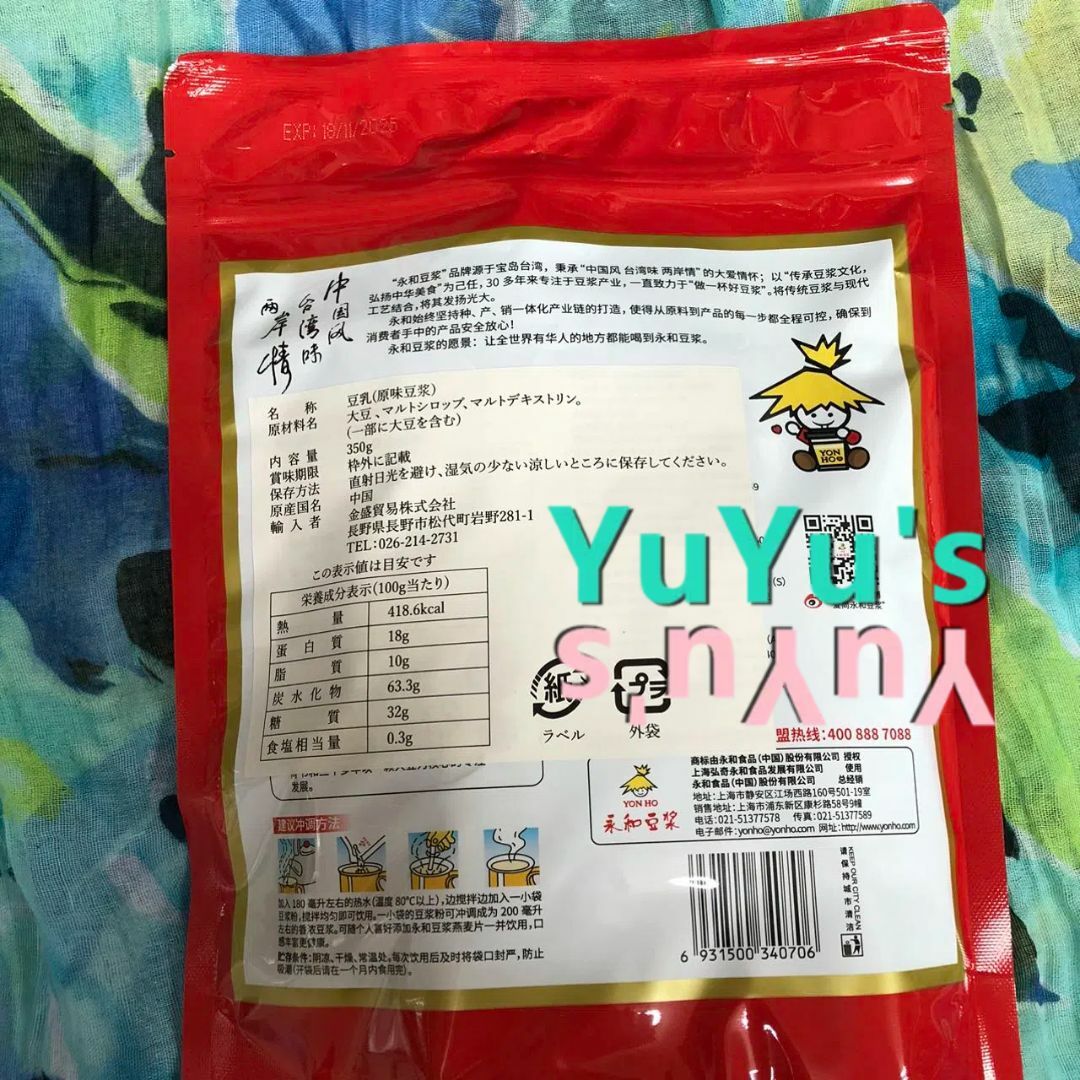 EXP: 18/11/2025
中国风
台湾味
两岸情
“永和豆浆”品牌源于宝岛台湾，秉承“中国风 台湾味 两岸情”的大爱情怀；以“传承豆浆文化，
弘扬中华美食”为己任，30 多年来专注于豆浆产业，一直致力于“做一杯好豆浆”。将传统豆浆与现代
工艺结合，将其发扬光大。
永和始终坚持种、产、销一体化产业链的打造，使得从原料到产品的每一步都全程可控，确保到
消费者手中的产品安全放心！
永和豆浆的愿景：让全世界有华人的地方都能喝到永和豆浆。
YON HO
名称 豆乳(原味豆浆)
原材料名 大豆、マルトシロップ、マルトデキストリン。
(一部に大豆を含む)
内容量 350g
賞味期限 枠外に記載
保存方法 直射日光を避け、湿気の少ない涼しいところに保存してください。
原産国名 中国
輸入者 金盛貿易株式会社
長野県長野市松代町岩野281-1
TEL：026-214-2731
この表示値は目安です
栄養成分表示(100g当たり)
熱量 418.6kcal
蛋白質 18g
脂質 10g
炭水化物 63.3g
糖質 32g
食塩相当量 0.3g
紙
ラベル
プラ
外袋
(S)
YuYu's
YuYu's
盟热线：400 888 7088
发展。
YON HO
永和豆浆
商标由永和食品（中国）股份有限公司 授权
上海弘奇永和食品发展有限公司 使用
永和食品（中国）股份有限公司 总经销
地址：上海市静安区江场西路160号501-19室
销售地址：上海市浦东新区康杉路58号9幢
电话：021-51377578 传真：021-51377589
电子邮件：yonho@yonho.com 网址：http://www.yonho.com
建议冲调方法
加入 180 毫升左右的热水（温度 80℃以上），边搅拌边加入一小袋
豆浆粉，搅拌均匀即可饮用。一小袋的豆浆粉可冲调成为 200 毫升
左右的香浓豆浆。可随个人喜好添加永和豆浆燕麦片一并饮用，口
感丰富更健康。
贮存条件：阴凉、干燥、常温处。每次饮用后及时将袋口封严，防止
吸潮（开袋后请在一个月内食用完）。
6 931500 340706
KEEP OUR CITY CLEAN
请保持城市清洁